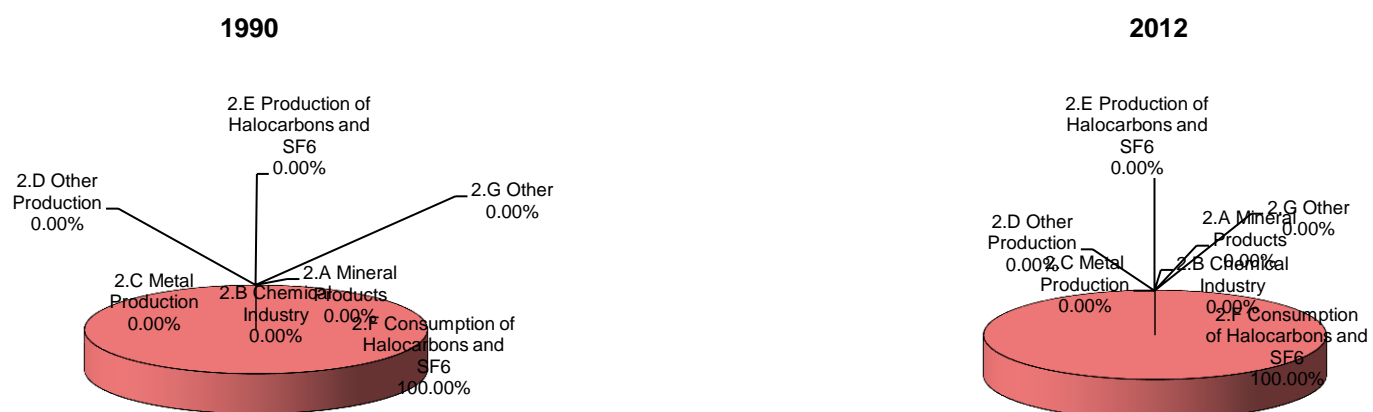 1990
2.E Production of
Halocarbons and
SF6
0.00%
2.D Other
Production
0.00%
2.G Other
0.00%
2.C Metal
Production
0.00%
2.B Chemical
Industry
0.00%
2.A Mineral
Products
0.00%
2.F Consumption of
Halocarbons and
SF6
100.00%
2012
2.E Production of
Halocarbons and
SF6
0.00%
2.D Other
Production
0.00%
2.C Metal
Production
0.00%
2.A Mineral
Products
0.00%
2.G Other
0.00%
2.B Chemical
Industry
0.00%
2.F Consumption
of Halocarbons and
SF6
100.00%